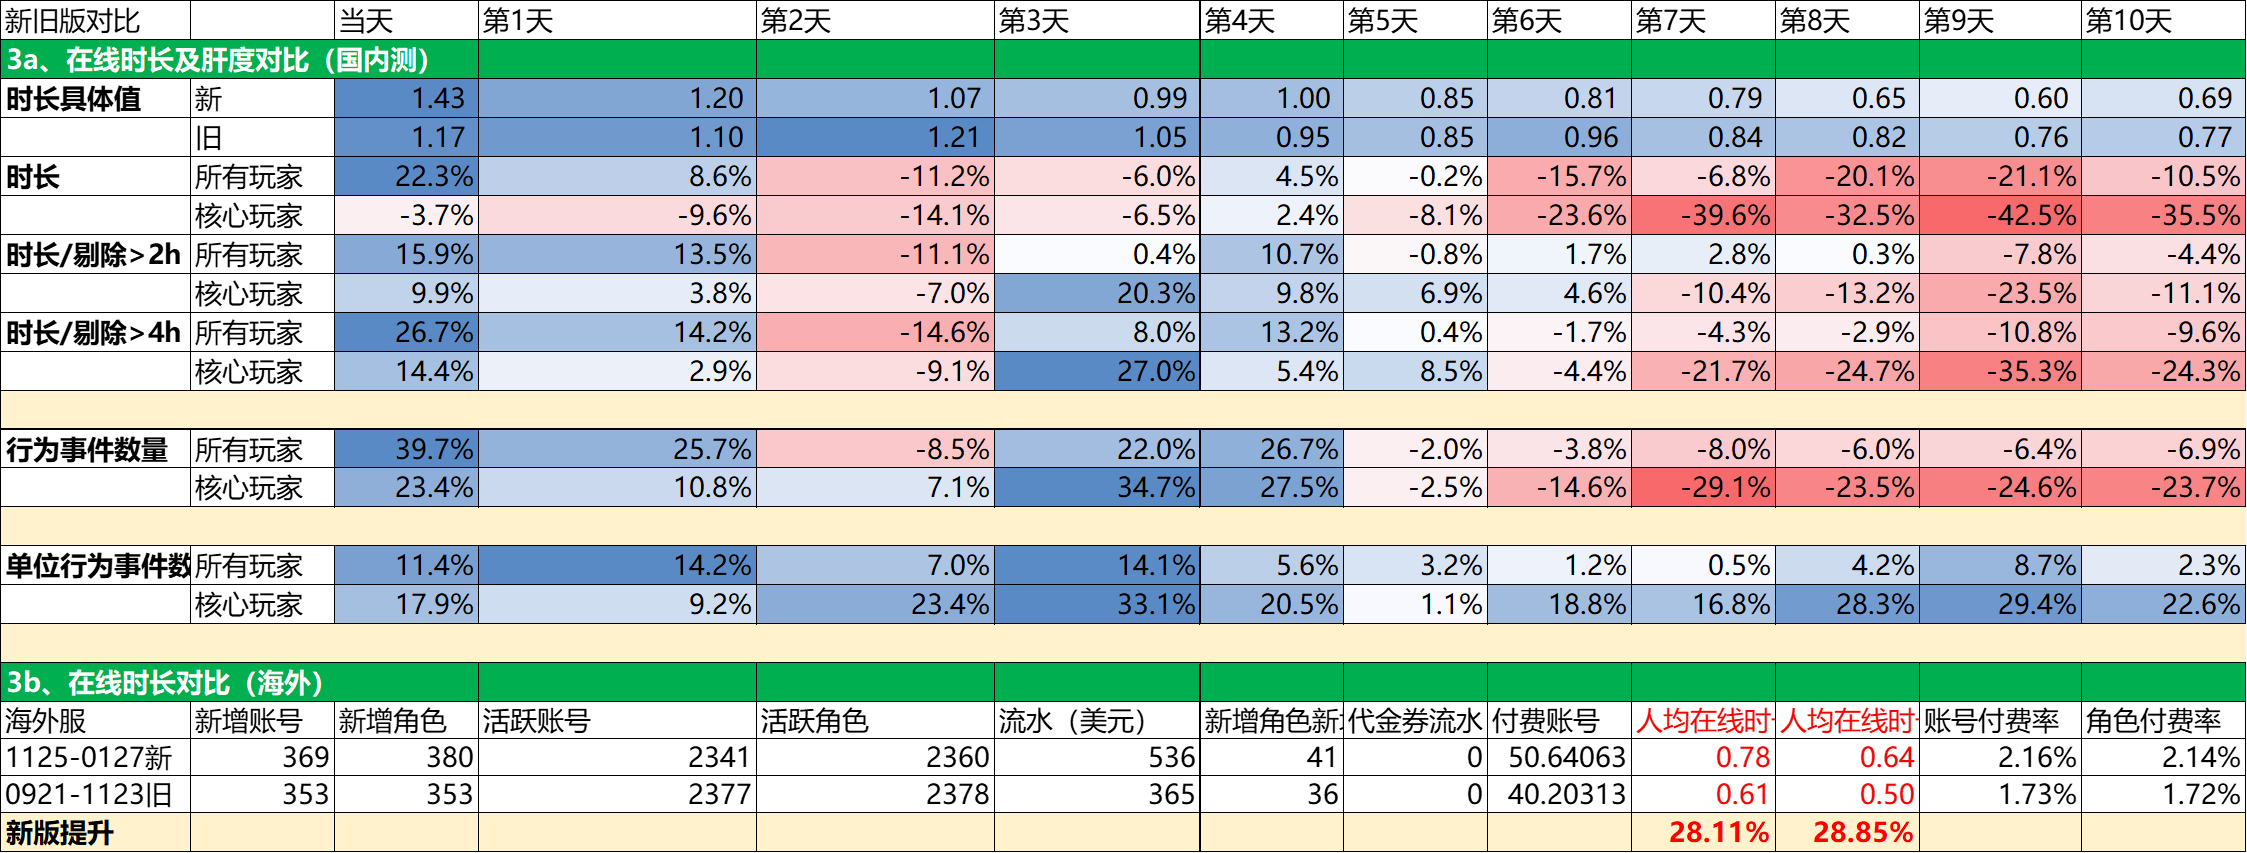 新旧版对比 当天 第1天 第2天 第3天 第4天 第5天 第6天 第7天 第8天 第9天 第10天
3a、在线时长及肝度对比（国内测）
时长具体值 新 1.43 1.20 1.07 0.99 1.00 0.85 0.81 0.79 0.65 0.60 0.69
旧 1.17 1.10 1.21 1.05 0.95 0.85 0.96 0.84 0.82 0.76 0.77
时长 所有玩家 22.3% 8.6% -11.2% -6.0% 4.5% -0.2% -15.7% -6.8% -20.1% -21.1% -10.5%
核心玩家 -3.7% -9.6% -14.1% -6.5% 2.4% -8.1% -23.6% -39.6% -32.5% -42.5% -35.5%
时长/剔除>2h 所有玩家 15.9% 13.5% -11.1% 0.4% 10.7% -0.8% 1.7% 2.8% 0.3% -7.8% -4.4%
核心玩家 9.9% 3.8% -7.0% 20.3% 9.8% 6.9% 4.6% -10.4% -13.2% -23.5% -11.1%
时长/剔除>4h 所有玩家 26.7% 14.2% -14.6% 8.0% 13.2% 0.4% -1.7% -4.3% -2.9% -10.8% -9.6%
核心玩家 14.4% 2.9% -9.1% 27.0% 5.4% 8.5% -4.4% -21.7% -24.7% -35.3% -24.3%
行为事件数量 所有玩家 39.7% 25.7% -8.5% 22.0% 26.7% -2.0% -3.8% -8.0% -6.0% -6.4% -6.9%
核心玩家 23.4% 10.8% 7.1% 34.7% 27.5% -2.5% -14.6% -29.1% -23.5% -24.6% -23.7%
单位行为事件数 所有玩家 11.4% 14.2% 7.0% 14.1% 5.6% 3.2% 1.2% 0.5% 4.2% 8.7% 2.3%
核心玩家 17.9% 9.2% 23.4% 33.1% 20.5% 1.1% 18.8% 16.8% 28.3% 29.4% 22.6%
3b、在线时长对比（海外）
海外服 新增账号 新增角色 活跃账号 活跃角色 流水（美元） 新增角色新 代金券流水 付费账号 人均在线时 人均在线时 账号付费率 角色付费率
1125-0127新 369 380 2341 2360 536 41 0 50.64063 0.78 0.64 2.16% 2.14%
0921-1123旧 353 353 2377 2378 365 36 0 40.20313 0.61 0.50 1.73% 1.72%
新版提升 28.11% 28.85%